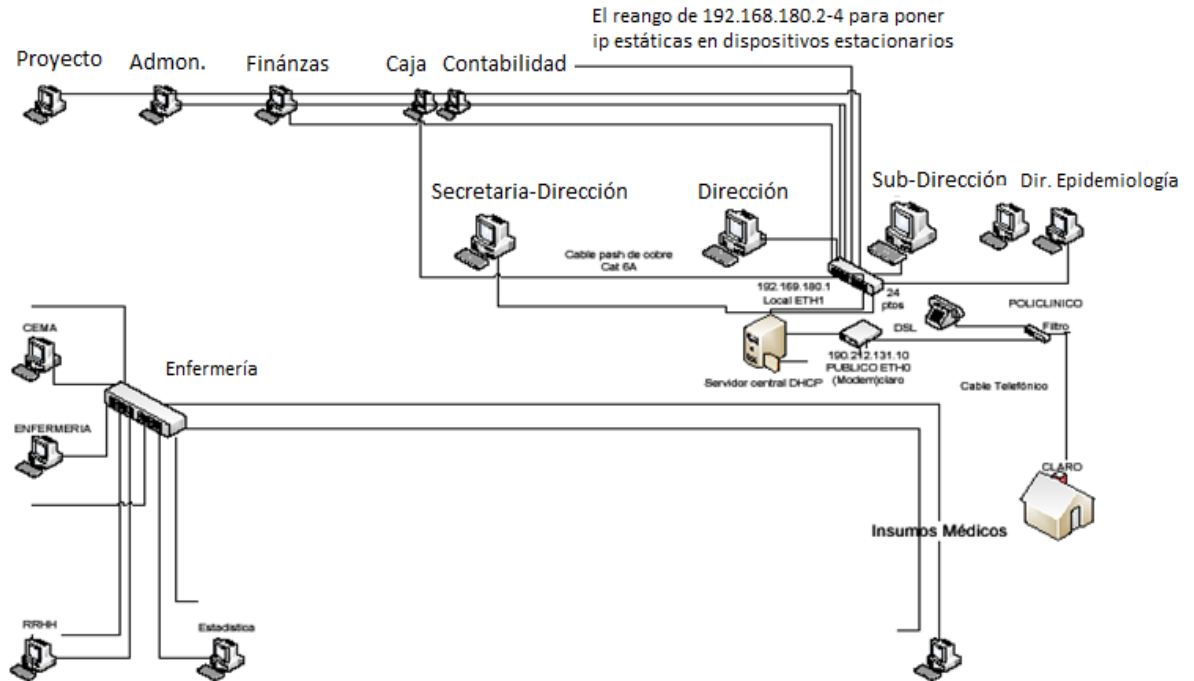 El reango de 192.168.180.2-4 para poner
ip estáticas en dispositivos estacionarios
Proyecto
Admon.
Finánzas
Caja
Contabilidad
Secretaria-Dirección
Dirección
Sub-Dirección
Dir. Epidemiología
Cable pash de cobre
Cat 6A
192.169.180.1
Local ETH1
24
ptos
POLICLINICO
DSL
Filtro
190.212.131.10
PUBLICO ETH0
(Modem)claro
Servidor central DHCP
Cable Telefónico
CEMA
Enfermería
ENFERMERIA
CLARO
Insumos Médicos
RRHH
Estadistica